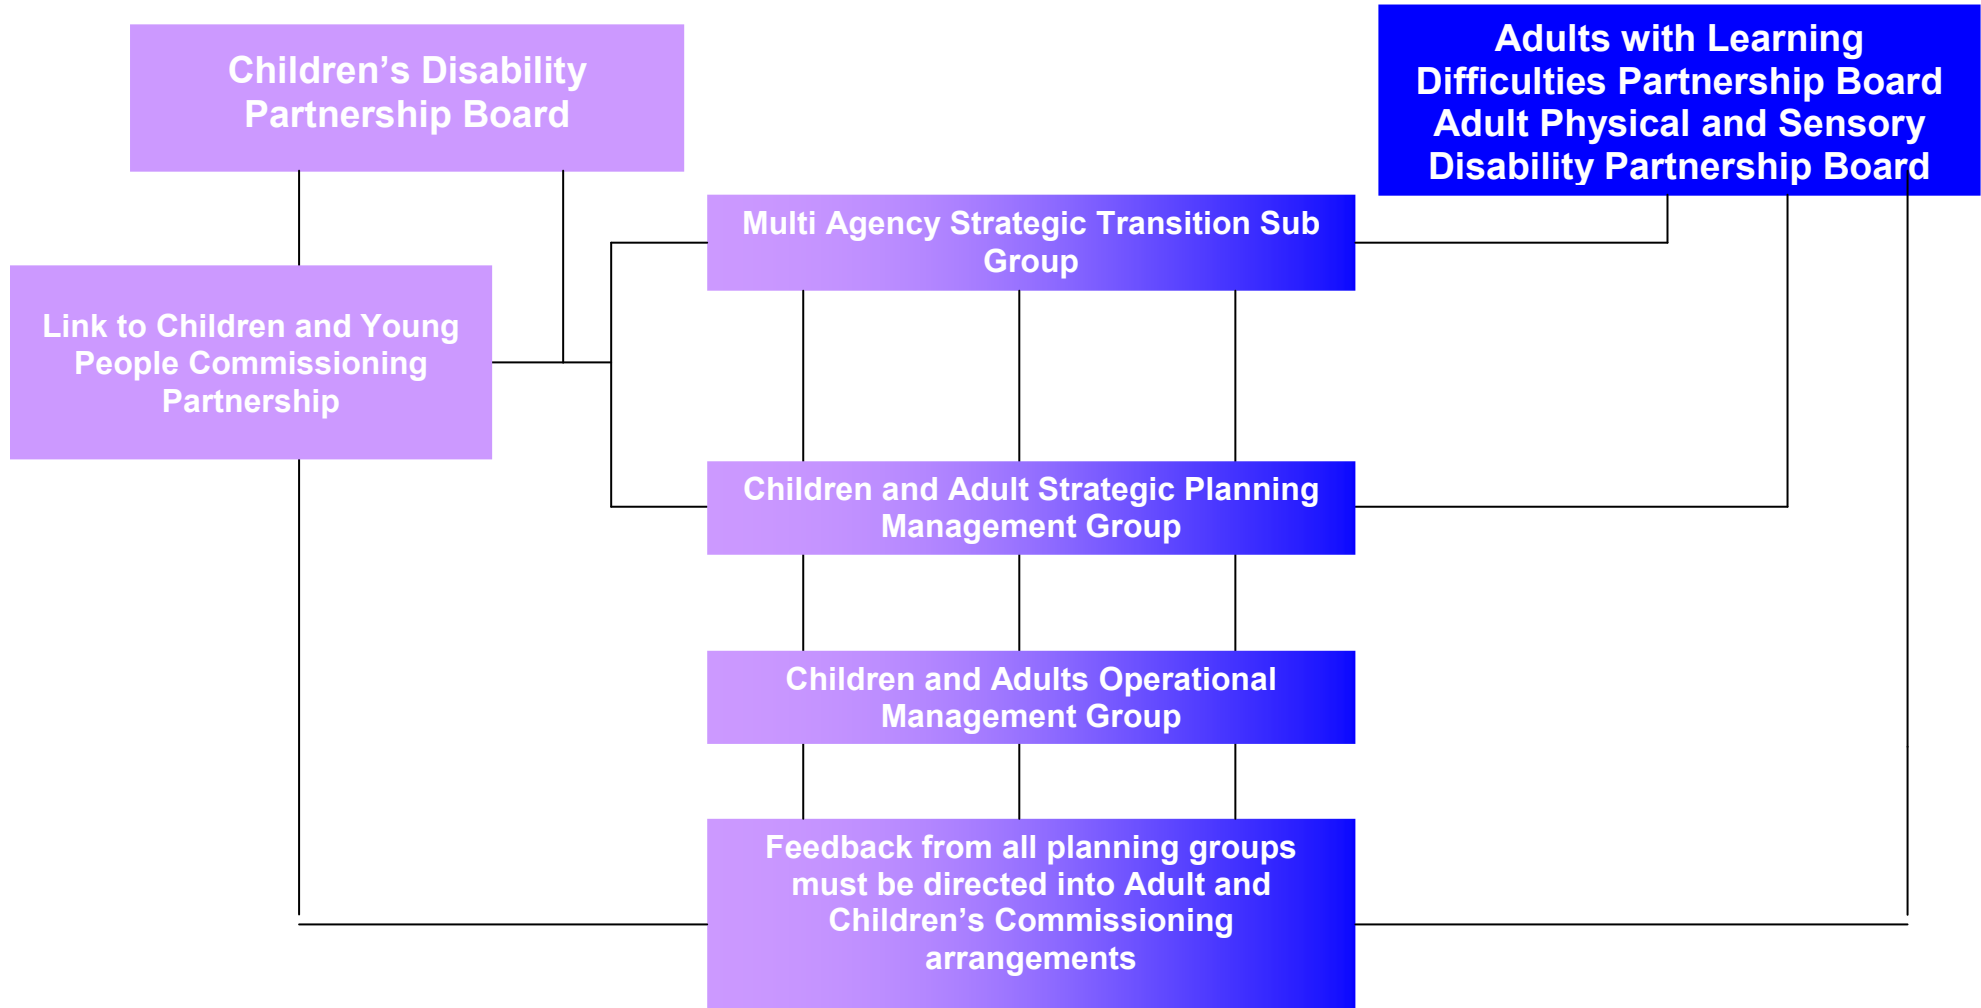 Children’s Disability
Partnership Board
Adults with Learning
Difficulties Partnership Board
Adult Physical and Sensory
Disability Partnership Board
Multi Agency Strategic Transition Sub
Group
Link to Children and Young
People Commissioning
Partnership
Children and Adult Strategic Planning
Management Group
Children and Adults Operational
Management Group
Feedback from all planning groups
must be directed into Adult and
Children’s Commissioning
arrangements